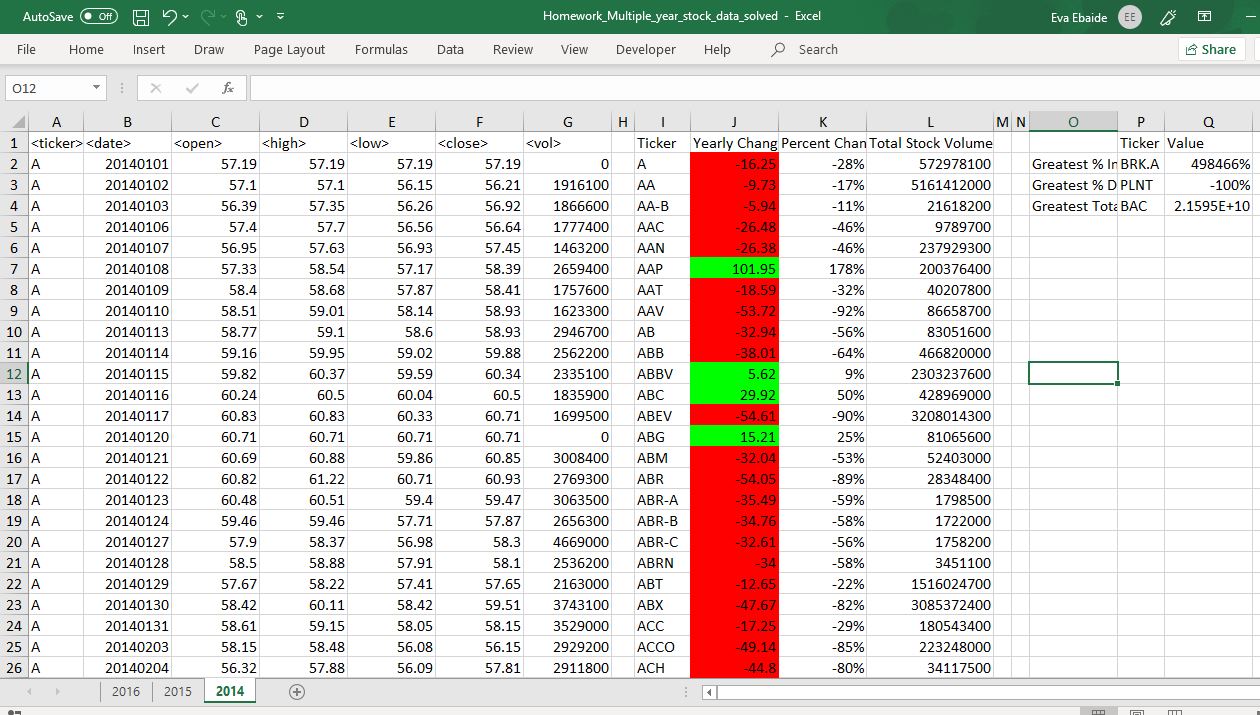 AutoSave Off Homework_Multiple_year_stock_data_solved - Excel Eva Ebaide EE
File Home Insert Draw Page Layout Formulas Data Review View Developer Help Search Share
O12 fx
A B C D E F G H I J K L M N O P Q
1 <ticker> <date> <open> <high> <low> <close> <vol> Ticker Yearly Chang Percent Chan Total Stock Volume Ticker Value
2 A 20140101 57.19 57.19 57.19 57.19 0 A -16.25 -28% 572978100 Greatest % In BRK.A 498466%
3 A 20140102 57.1 57.1 56.15 56.21 1916100 AA -9.73 -17% 5161412000 Greatest % D PLNT -100%
4 A 20140103 56.39 57.35 56.26 56.92 1866600 AA-B -5.94 -11% 21618200 Greatest Tota BAC 2.1595E+10
5 A 20140106 57.4 57.7 56.56 56.64 1777400 AAC -26.48 -46% 9789700
6 A 20140107 56.95 57.63 56.93 57.45 1463200 AAN -26.38 -46% 237929300
7 A 20140108 57.33 58.54 57.17 58.39 2659400 AAP 101.95 178% 200376400
8 A 20140109 58.4 58.68 57.87 58.41 1757600 AAT -18.59 -32% 40207800
9 A 20140110 58.51 59.01 58.14 58.93 1623300 AAV -53.72 -92% 86658700
10 A 20140113 58.77 59.1 58.6 58.93 2946700 AB -32.94 -56% 83051600
11 A 20140114 59.16 59.95 59.02 59.88 2562200 ABB -38.01 -64% 466820000
12 A 20140115 59.82 60.37 59.59 60.34 2335100 ABBV 5.62 9% 2303237600
13 A 20140116 60.24 60.5 60.04 60.5 1835900 ABC 29.92 50% 428969000
14 A 20140117 60.83 60.83 60.33 60.71 1699500 ABEV -54.61 -90% 3208014300
15 A 20140120 60.71 60.71 60.71 60.71 0 ABG 15.21 25% 81065600
16 A 20140121 60.69 60.88 59.86 60.85 3008400 ABM -32.04 -53% 52403000
17 A 20140122 60.82 61.22 60.71 60.93 2769300 ABR -54.05 -89% 28348400
18 A 20140123 60.48 60.51 59.4 59.47 3063500 ABR-A -35.49 -59% 1798500
19 A 20140124 59.46 59.46 57.71 57.87 2656300 ABR-B -34.76 -58% 1722000
20 A 20140127 57.9 58.37 56.98 58.3 4669000 ABR-C -32.61 -56% 1758200
21 A 20140128 58.5 58.88 57.91 58.1 2536200 ABRN -34 -58% 3451100
22 A 20140129 57.67 58.22 57.41 57.65 2163000 ABT -12.65 -22% 1516024700
23 A 20140130 58.42 60.11 58.42 59.51 3743100 ABX -47.67 -82% 3085372400
24 A 20140131 58.61 59.15 58.05 58.15 3529000 ACC -17.25 -29% 180543400
25 A 20140203 58.15 58.48 56.08 56.15 2929200 ACCO -49.14 -85% 223248000
26 A 20140204 56.32 57.88 56.09 57.81 2911800 ACH -44.8 -80% 34117500
2016 2015 2014